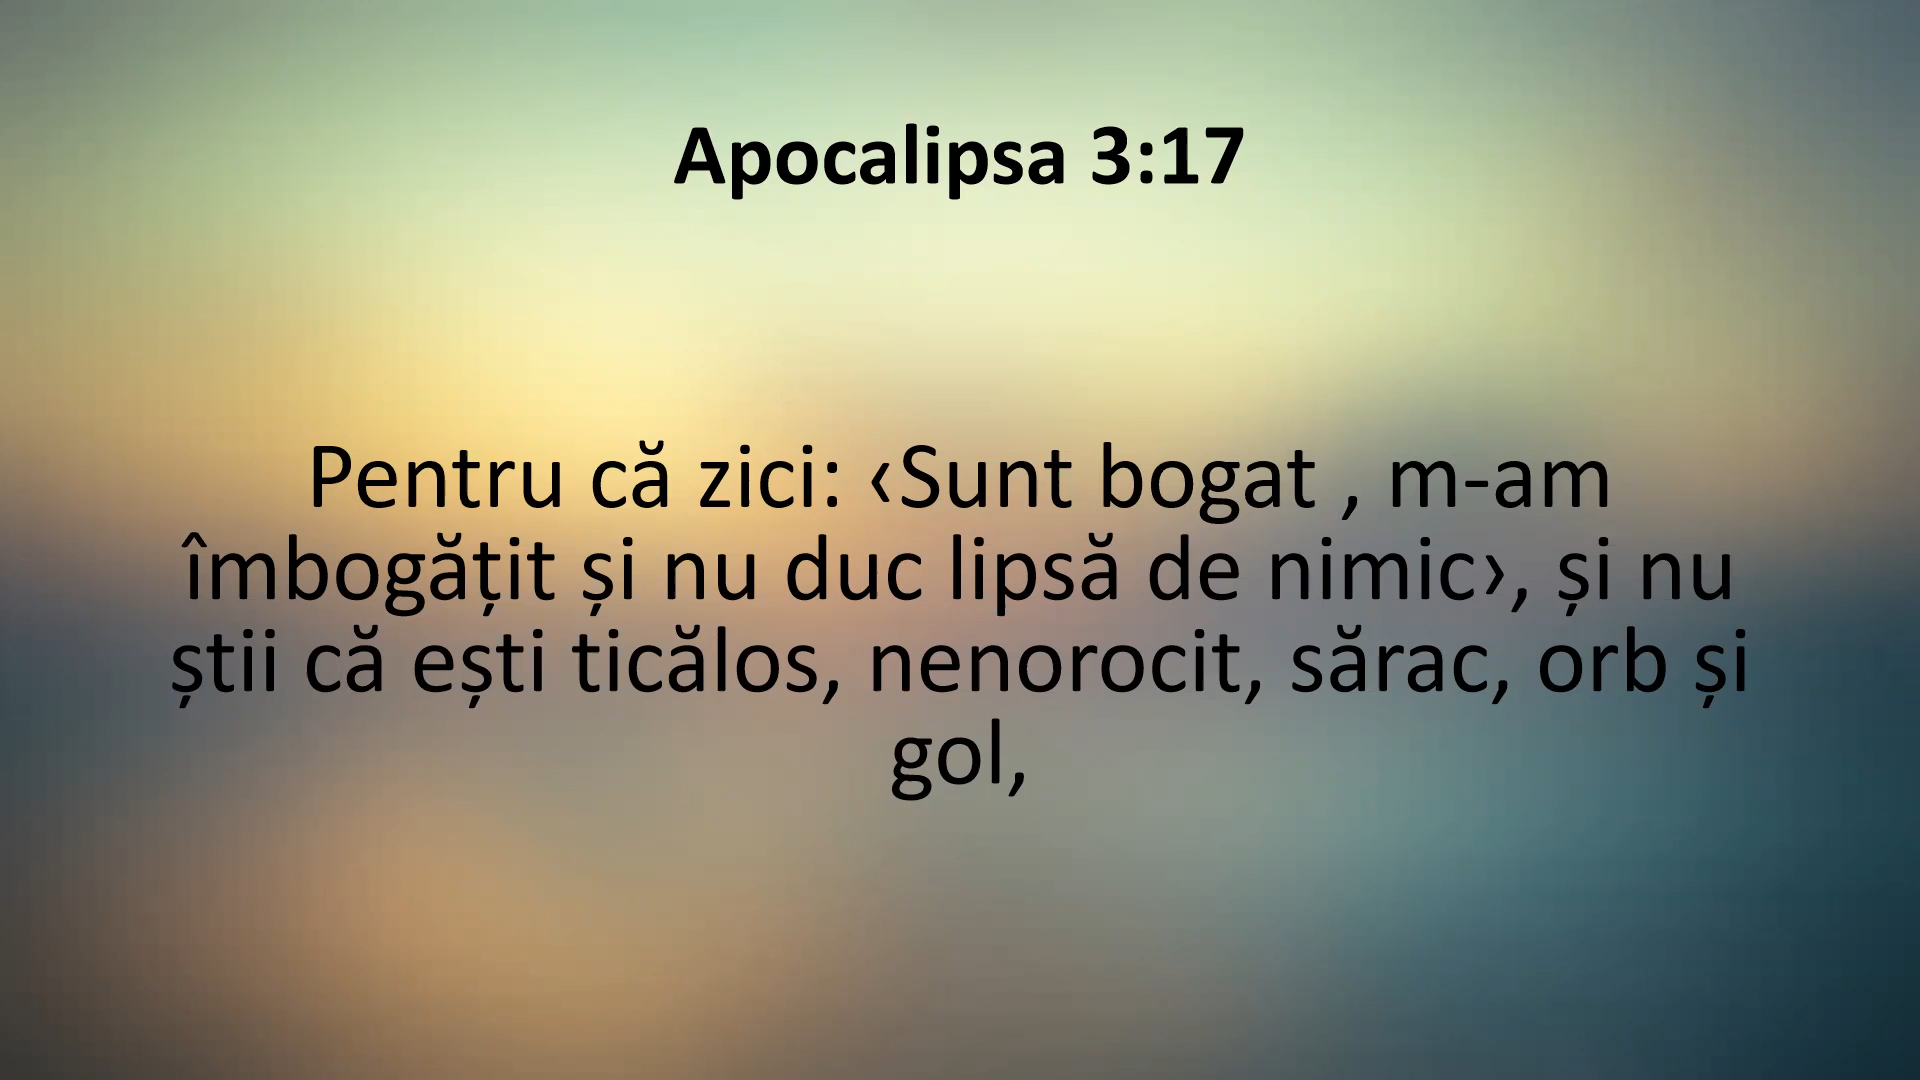 Apocalipsa 3:17
Pentru că zici: ‹Sunt bogat , m-am
îmbogățit și nu duc lipsă de nimic›, și nu
știi că ești ticălos, nenorocit, sărac, orb și
gol,